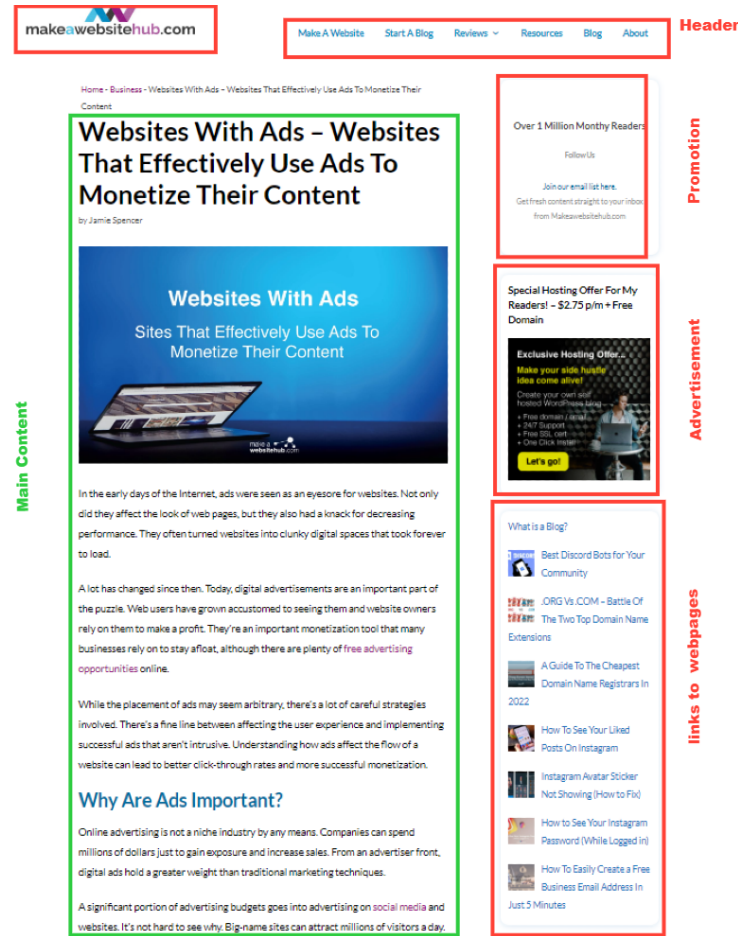 makeawebsitehub.com
Make A Website Start A Blog Reviews Resources Blog About
Header
Home - Business - Websites With Ads – Websites That Effectively Use Ads To Monetize Their
Content
Websites With Ads – Websites
That Effectively Use Ads To
Monetize Their Content
by Jamie Spencer
Websites With Ads
Sites That Effectively Use Ads To
Monetize Their Content
make a
websitehub.com
Main Content
In the early days of the Internet, ads were seen as an eyesore for websites. Not only
did they affect the look of web pages, but they also had a knack for decreasing
performance. They often turned websites into clunky digital spaces that took forever
to load.
A lot has changed since then. Today, digital advertisements are an important part of
the puzzle. Web users have grown accustomed to seeing them and website owners
rely on them to make a profit. They're an important monetization tool that many
businesses rely on to stay afloat, although there are plenty of free advertising
opportunities online.
While the placement of ads may seem arbitrary, there's a lot of careful strategies
involved. There's a fine line between affecting the user experience and implementing
successful ads that aren't intrusive. Understanding how ads affect the flow of a
website can lead to better click-through rates and more successful monetization.
Why Are Ads Important?
Online advertising is not a niche industry by any means. Companies can spend
millions of dollars just to gain exposure and increase sales. From an advertiser front,
digital ads hold a greater weight than traditional marketing techniques.
A significant portion of advertising budgets goes into advertising on social media and
websites. It's not hard to see why. Big-name sites can attract millions of visitors a day.
Over 1 Million Monthy Readers
Follow Us
Join our email list here.
Get fresh content straight to your inbox
from Makeawebsitehub.com
Promotion
Special Hosting Offer For My
Readers! – $2.75 p/m + Free
Domain
Exclusive Hosting Offer...
Make your side hustle
idea come alive!
Create your own self
hosted WordPress blog
+ Free domain / email
+ 24/7 Support
+ Free SSL cert
+ One Click Install
Let's go!
Advertisement
What is a Blog?
Best Discord Bots for Your
Community
.ORG Vs .COM – Battle Of
The Two Top Domain Name
Extensions
A Guide To The Cheapest
Domain Name Registrars In
2022
How To See Your Liked
Posts On Instagram
Instagram Avatar Sticker
Not Showing (How to Fix)
How to See Your Instagram
Password (While Logged in)
How To Easily Create a Free
Business Email Address In
Just 5 Minutes
links to webpages